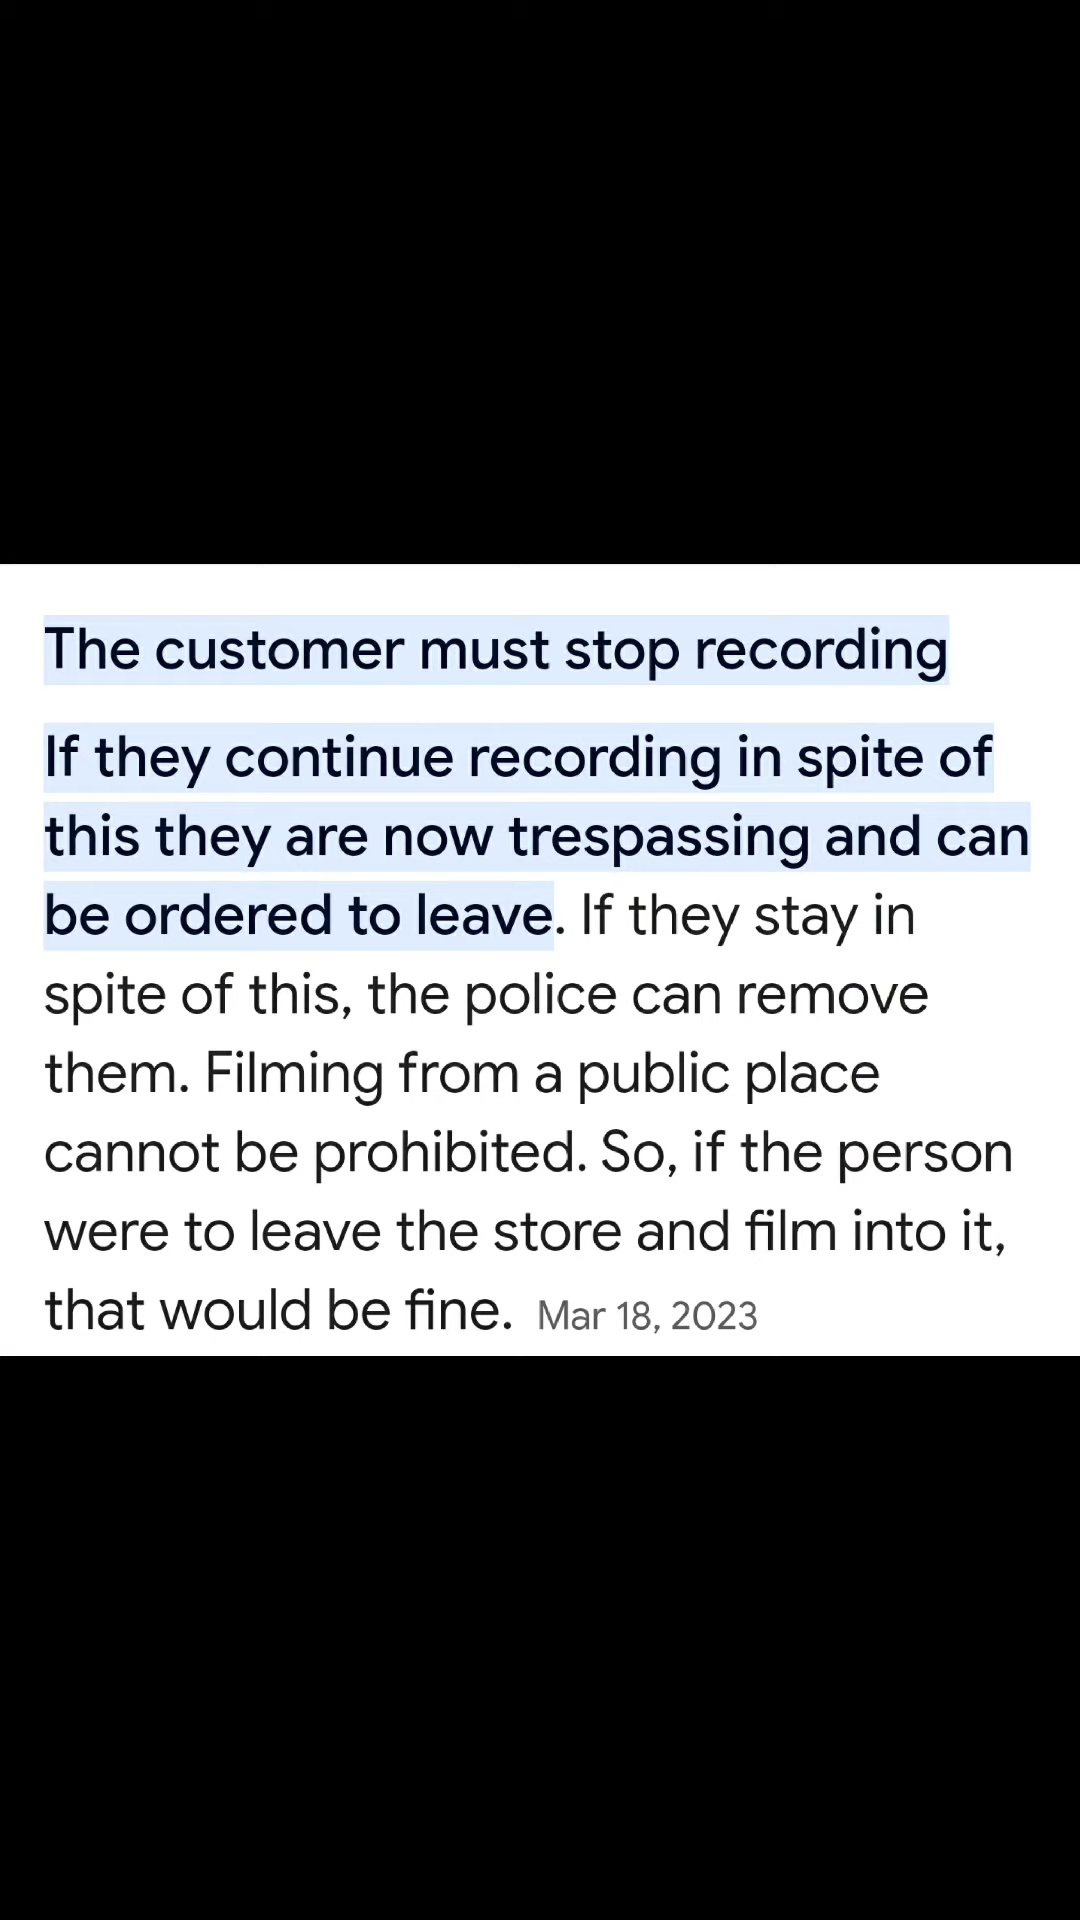 The customer must stop recording
If they continue recording in spite of
this they are now trespassing and can
be ordered to leave. If they stay in
spite of this, the police can remove
them. Filming from a public place
cannot be prohibited. So, if the person
were to leave the store and film into it,
that would be fine. Mar 18, 2023